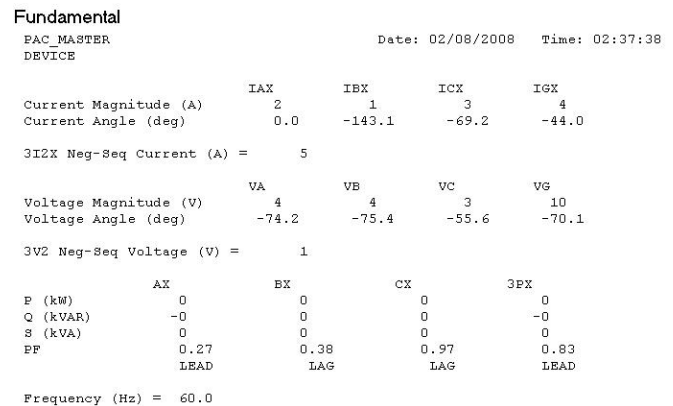 Fundamental
PAC_MASTER Date: 02/08/2008 Time: 02:37:38
DEVICE
IAX IBX ICX IGX
Current Magnitude (A) 2 1 3 4
Current Angle (deg) 0.0 -143.1 -69.2 -44.0
3I2X Neg-Seq Current (A) = 5
VA VB VC VG
Voltage Magnitude (V) 4 4 3 10
Voltage Angle (deg) -74.2 -75.4 -55.6 -70.1
3V2 Neg-Seq Voltage (V) = 1
AX BX CX 3PX
P (kW) 0 0 0 0
Q (kVAR) -0 0 0 -0
S (kVA) 0 0 0 0
PF 0.27 0.38 0.97 0.83
LEAD LAG LAG LEAD
Frequency (Hz) = 60.0